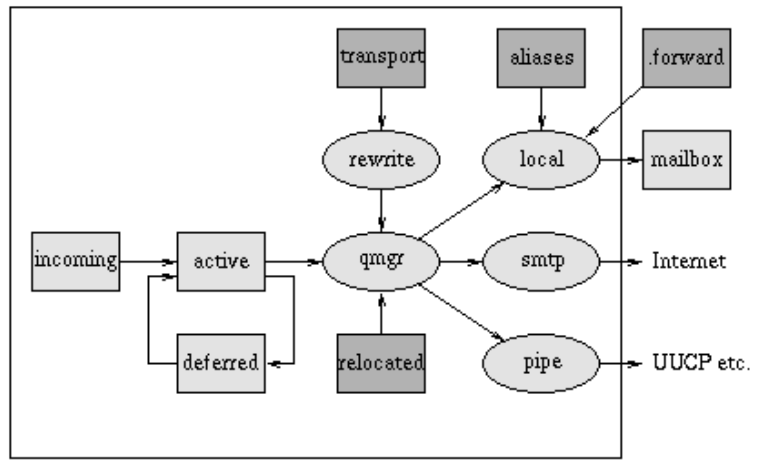 transport
aliases
.forward
rewrite
local
mailbox
incoming
active
qmgr
smtp
Internet
deferred
relocated
pipe
UUCP etc.